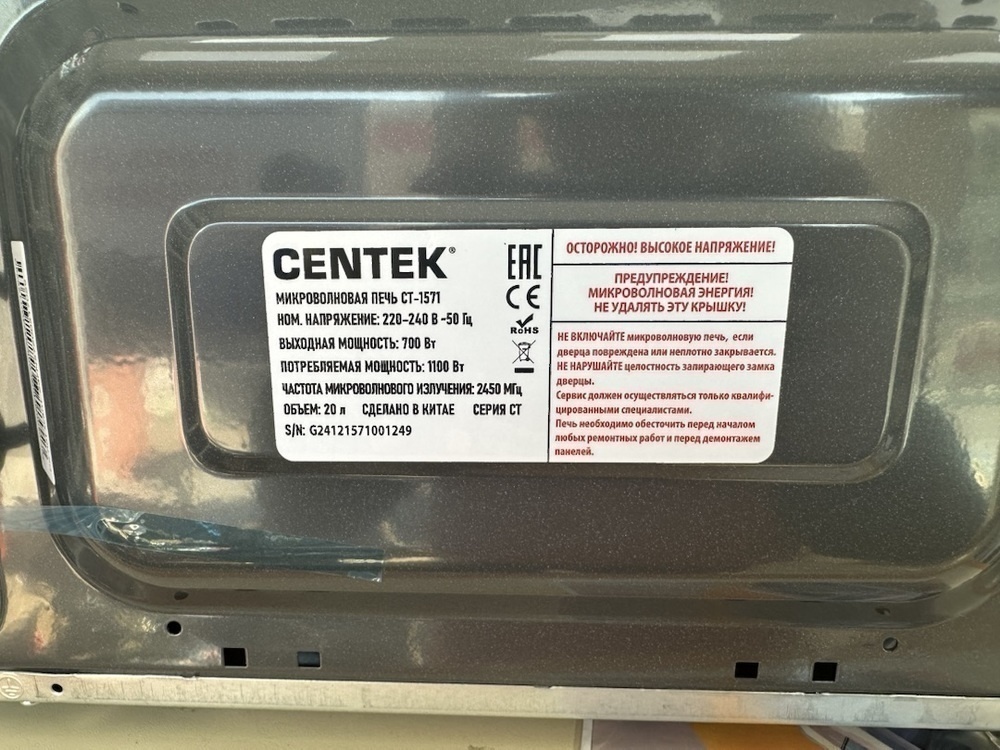 CENTEK®
МИКРОВОЛНОВАЯ ПЕЧЬ СТ-1571
НОМ. НАПРЯЖЕНИЕ: 220-240 В ~50 Гц
ВЫХОДНАЯ МОЩНОСТЬ: 700 Вт
ПОТРЕБЛЯЕМАЯ МОЩНОСТЬ: 1100 Вт
ЧАСТОТА МИКРОВОЛНОВОГО ИЗЛУЧЕНИЯ: 2450 МГц
ОБЪЕМ: 20 л СДЕЛАНО В КИТАЕ СЕРИЯ СТ
S/N: G24121571001249
EAC
CE
RoHS
ОСТОРОЖНО! ВЫСОКОЕ НАПРЯЖЕНИЕ!
ПРЕДУПРЕЖДЕНИЕ!
МИКРОВОЛНОВАЯ ЭНЕРГИЯ!
НЕ УДАЛЯТЬ ЭТУ КРЫШКУ!
НЕ ВКЛЮЧАЙТЕ микроволновую печь, если
дверца повреждена или неплотно закрывается.
НЕ НАРУШАЙТЕ целостность запирающего замка
дверцы.
Сервис должен осуществляться только квалифи-
цированными специалистами.
Печь необходимо обесточить перед началом
любых ремонтных работ и перед демонтажем
панелей.